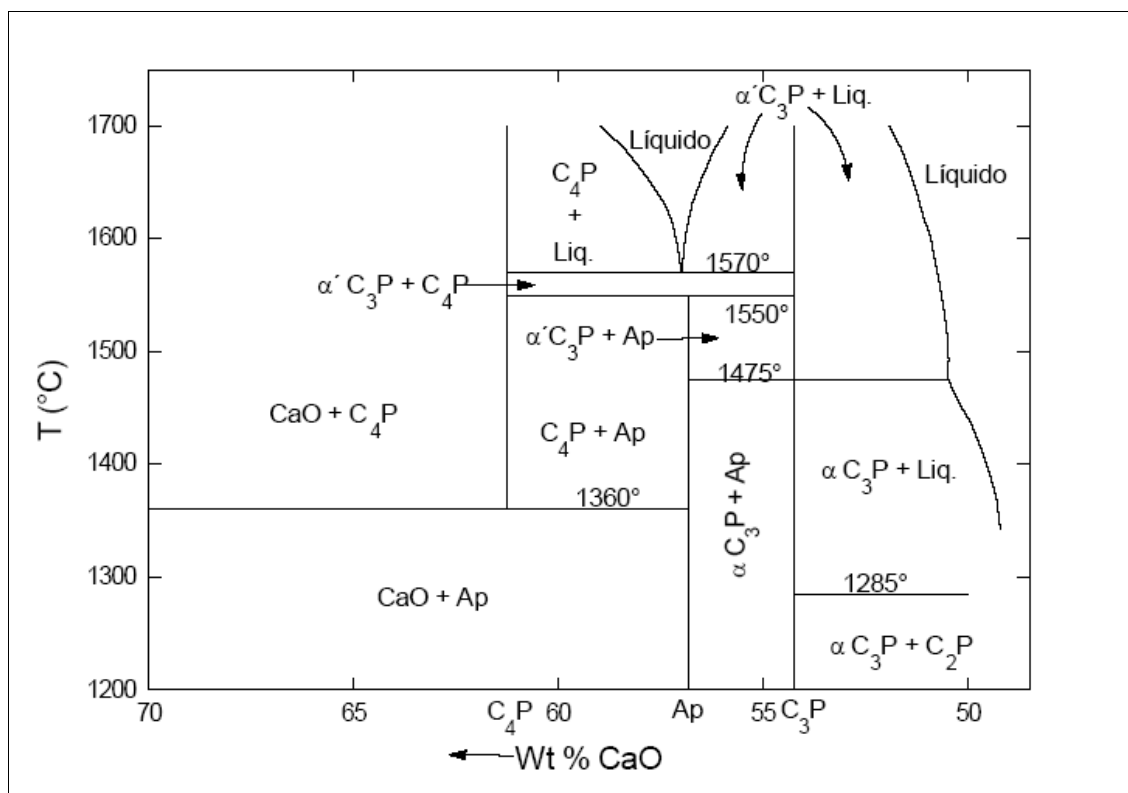 α´C₃P + Liq.
1700
Líquido
C₄P
+
Liq.
Líquido
1600
1570°
α´ C₃P + C₄P
1550°
α´C₃P + Ap
1500
1475°
T (°C)
CaO + C₄P
C₄P + Ap
1400
α C₃P + Liq.
1360°
α C₃P + Ap
1300
1285°
CaO + Ap
α C₃P + C₂P
1200
70
65
C₄P
60
Ap
55
C₃P
50
Wt % CaO